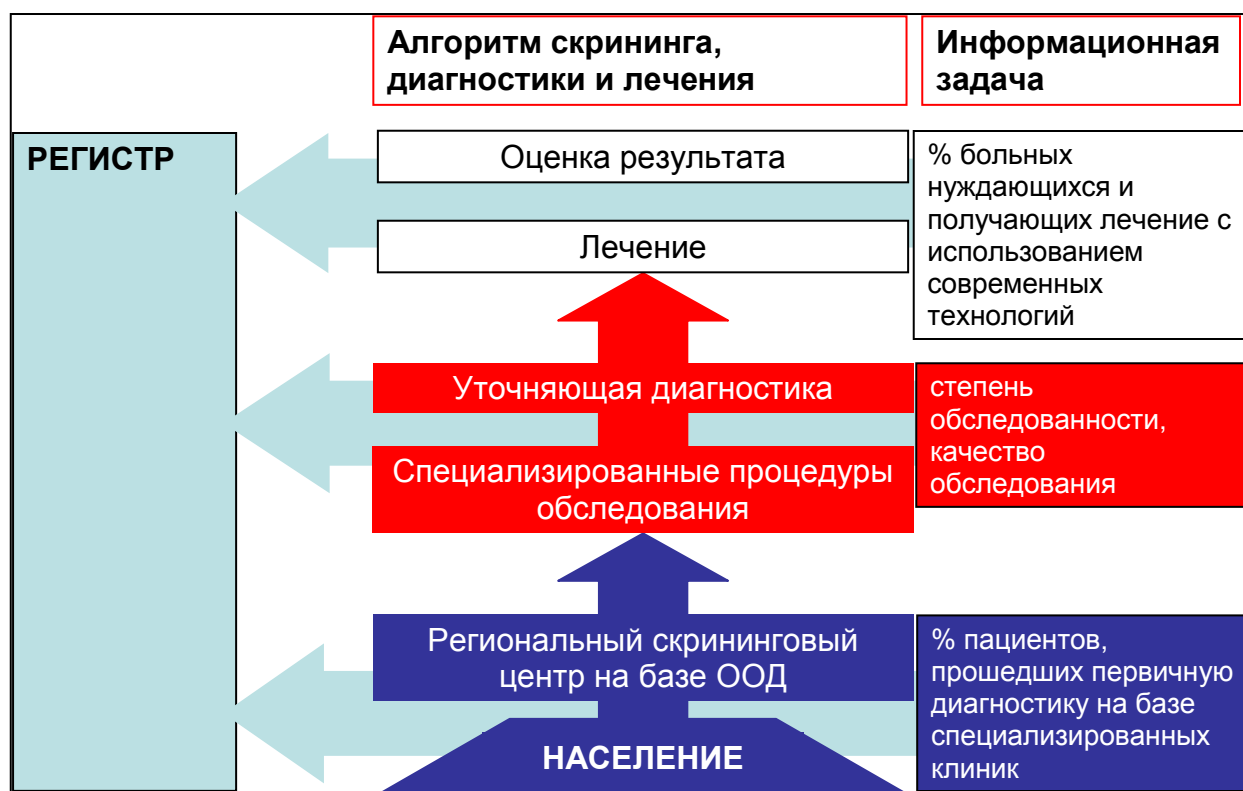 Алгоритм скрининга,
диагностики и лечения
Информационная
задача
РЕГИСТР
Оценка результата
% больных
нуждающихся и
получающих лечение с
использованием
современных
технологий
Лечение
Уточняющая диагностика
степень
обследованности,
качество
обследования
Специализированные процедуры
обследования
Региональный скрининговый
центр на базе ООД
% пациентов,
прошедших первичную
диагностику на базе
специализированных
клиник
НАСЕЛЕНИЕ